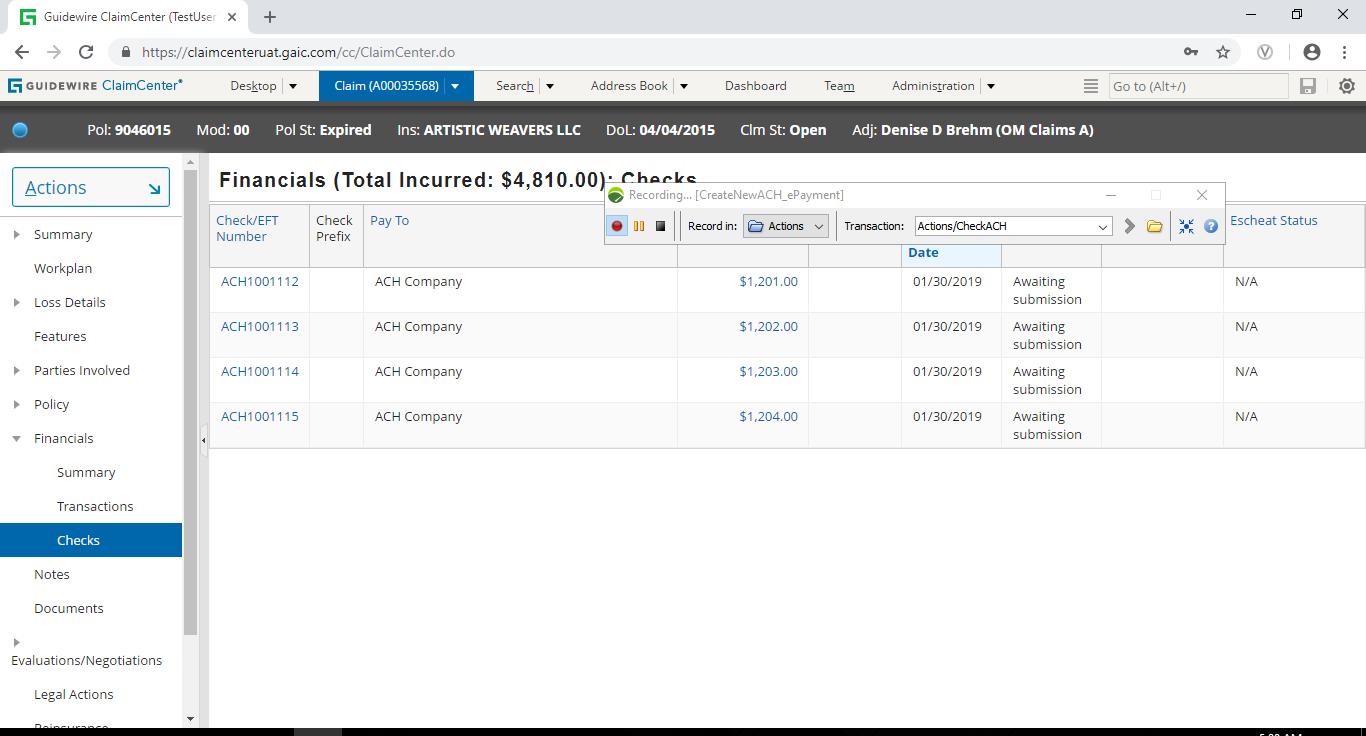 Guidewire ClaimCenter (TestUser
https://claimcenteruat.gaic.com/cc/ClaimCenter.do
GUIDEWIRE ClaimCenter®
Desktop
Claim (A00035568)
Search
Address Book
Dashboard
Team
Administration
Go to (Alt+/)
Pol: 9046015 Mod: 00 Pol St: Expired Ins: ARTISTIC WEAVERS LLC DoL: 04/04/2015 Clm St: Open Adj: Denise D Brehm (OM Claims A)
Actions
Summary
Workplan
Loss Details
Features
Parties Involved
Policy
Financials
Summary
Transactions
Checks
Notes
Documents
Evaluations/Negotiations
Legal Actions
Reinsurance
Financials (Total Incurred: $4,810.00): Checks
Recording... [CreateNewACH_ePayment]
Record in: Actions Transaction: Actions/CheckACH
Check/EFT
Number
Check
Prefix
Pay To
Date
Escheat Status
ACH1001112 ACH Company $1,201.00 01/30/2019 Awaiting N/A
submission
ACH1001113 ACH Company $1,202.00 01/30/2019 Awaiting N/A
submission
ACH1001114 ACH Company $1,203.00 01/30/2019 Awaiting N/A
submission
ACH1001115 ACH Company $1,204.00 01/30/2019 Awaiting N/A
submission